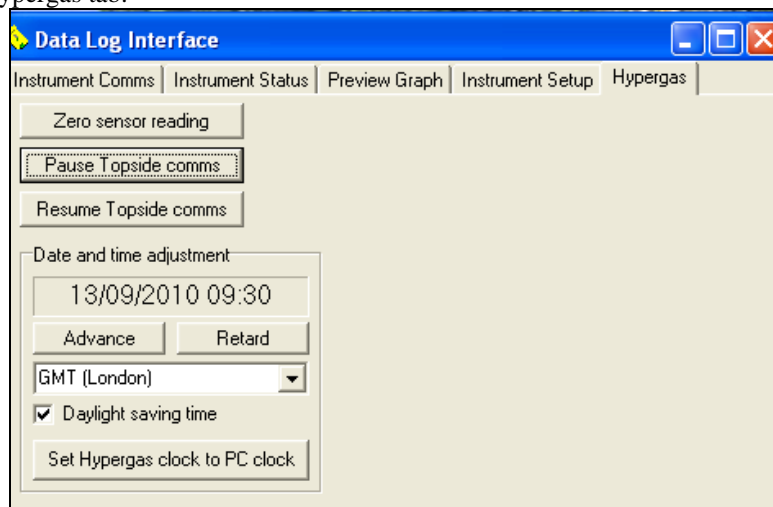 Hypergas tab.
Data Log Interface
Instrument Comms Instrument Status Preview Graph Instrument Setup Hypergas
Zero sensor reading
Pause Topside comms
Resume Topside comms
Date and time adjustment
13/09/2010 09:30
Advance Retard
GMT (London)
Daylight saving time
Set Hypergas clock to PC clock